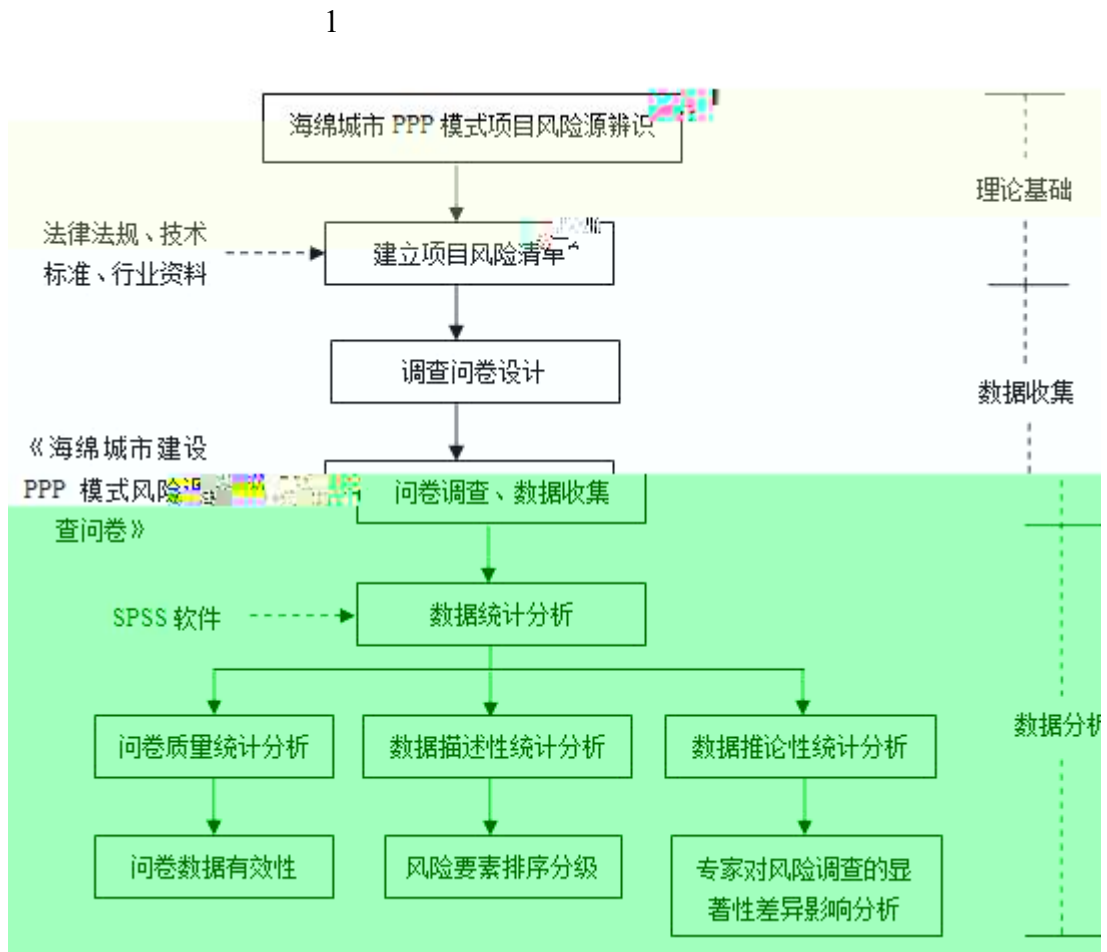 1
海绵城市 PPP 模式项目风险源辨识
理论基础
法律法规、技术
标准、行业资料
建立项目风险清单
调查问卷设计
数据收集
《海绵城市建设
PPP 模式风险
查问卷》
问卷调查、数据收集
SPSS 软件
数据统计分析
问卷质量统计分析
数据描述性统计分析
数据推论性统计分析
数据分析
问卷数据有效性
风险要素排序分级
专家对风险调查的显
著性差异影响分析